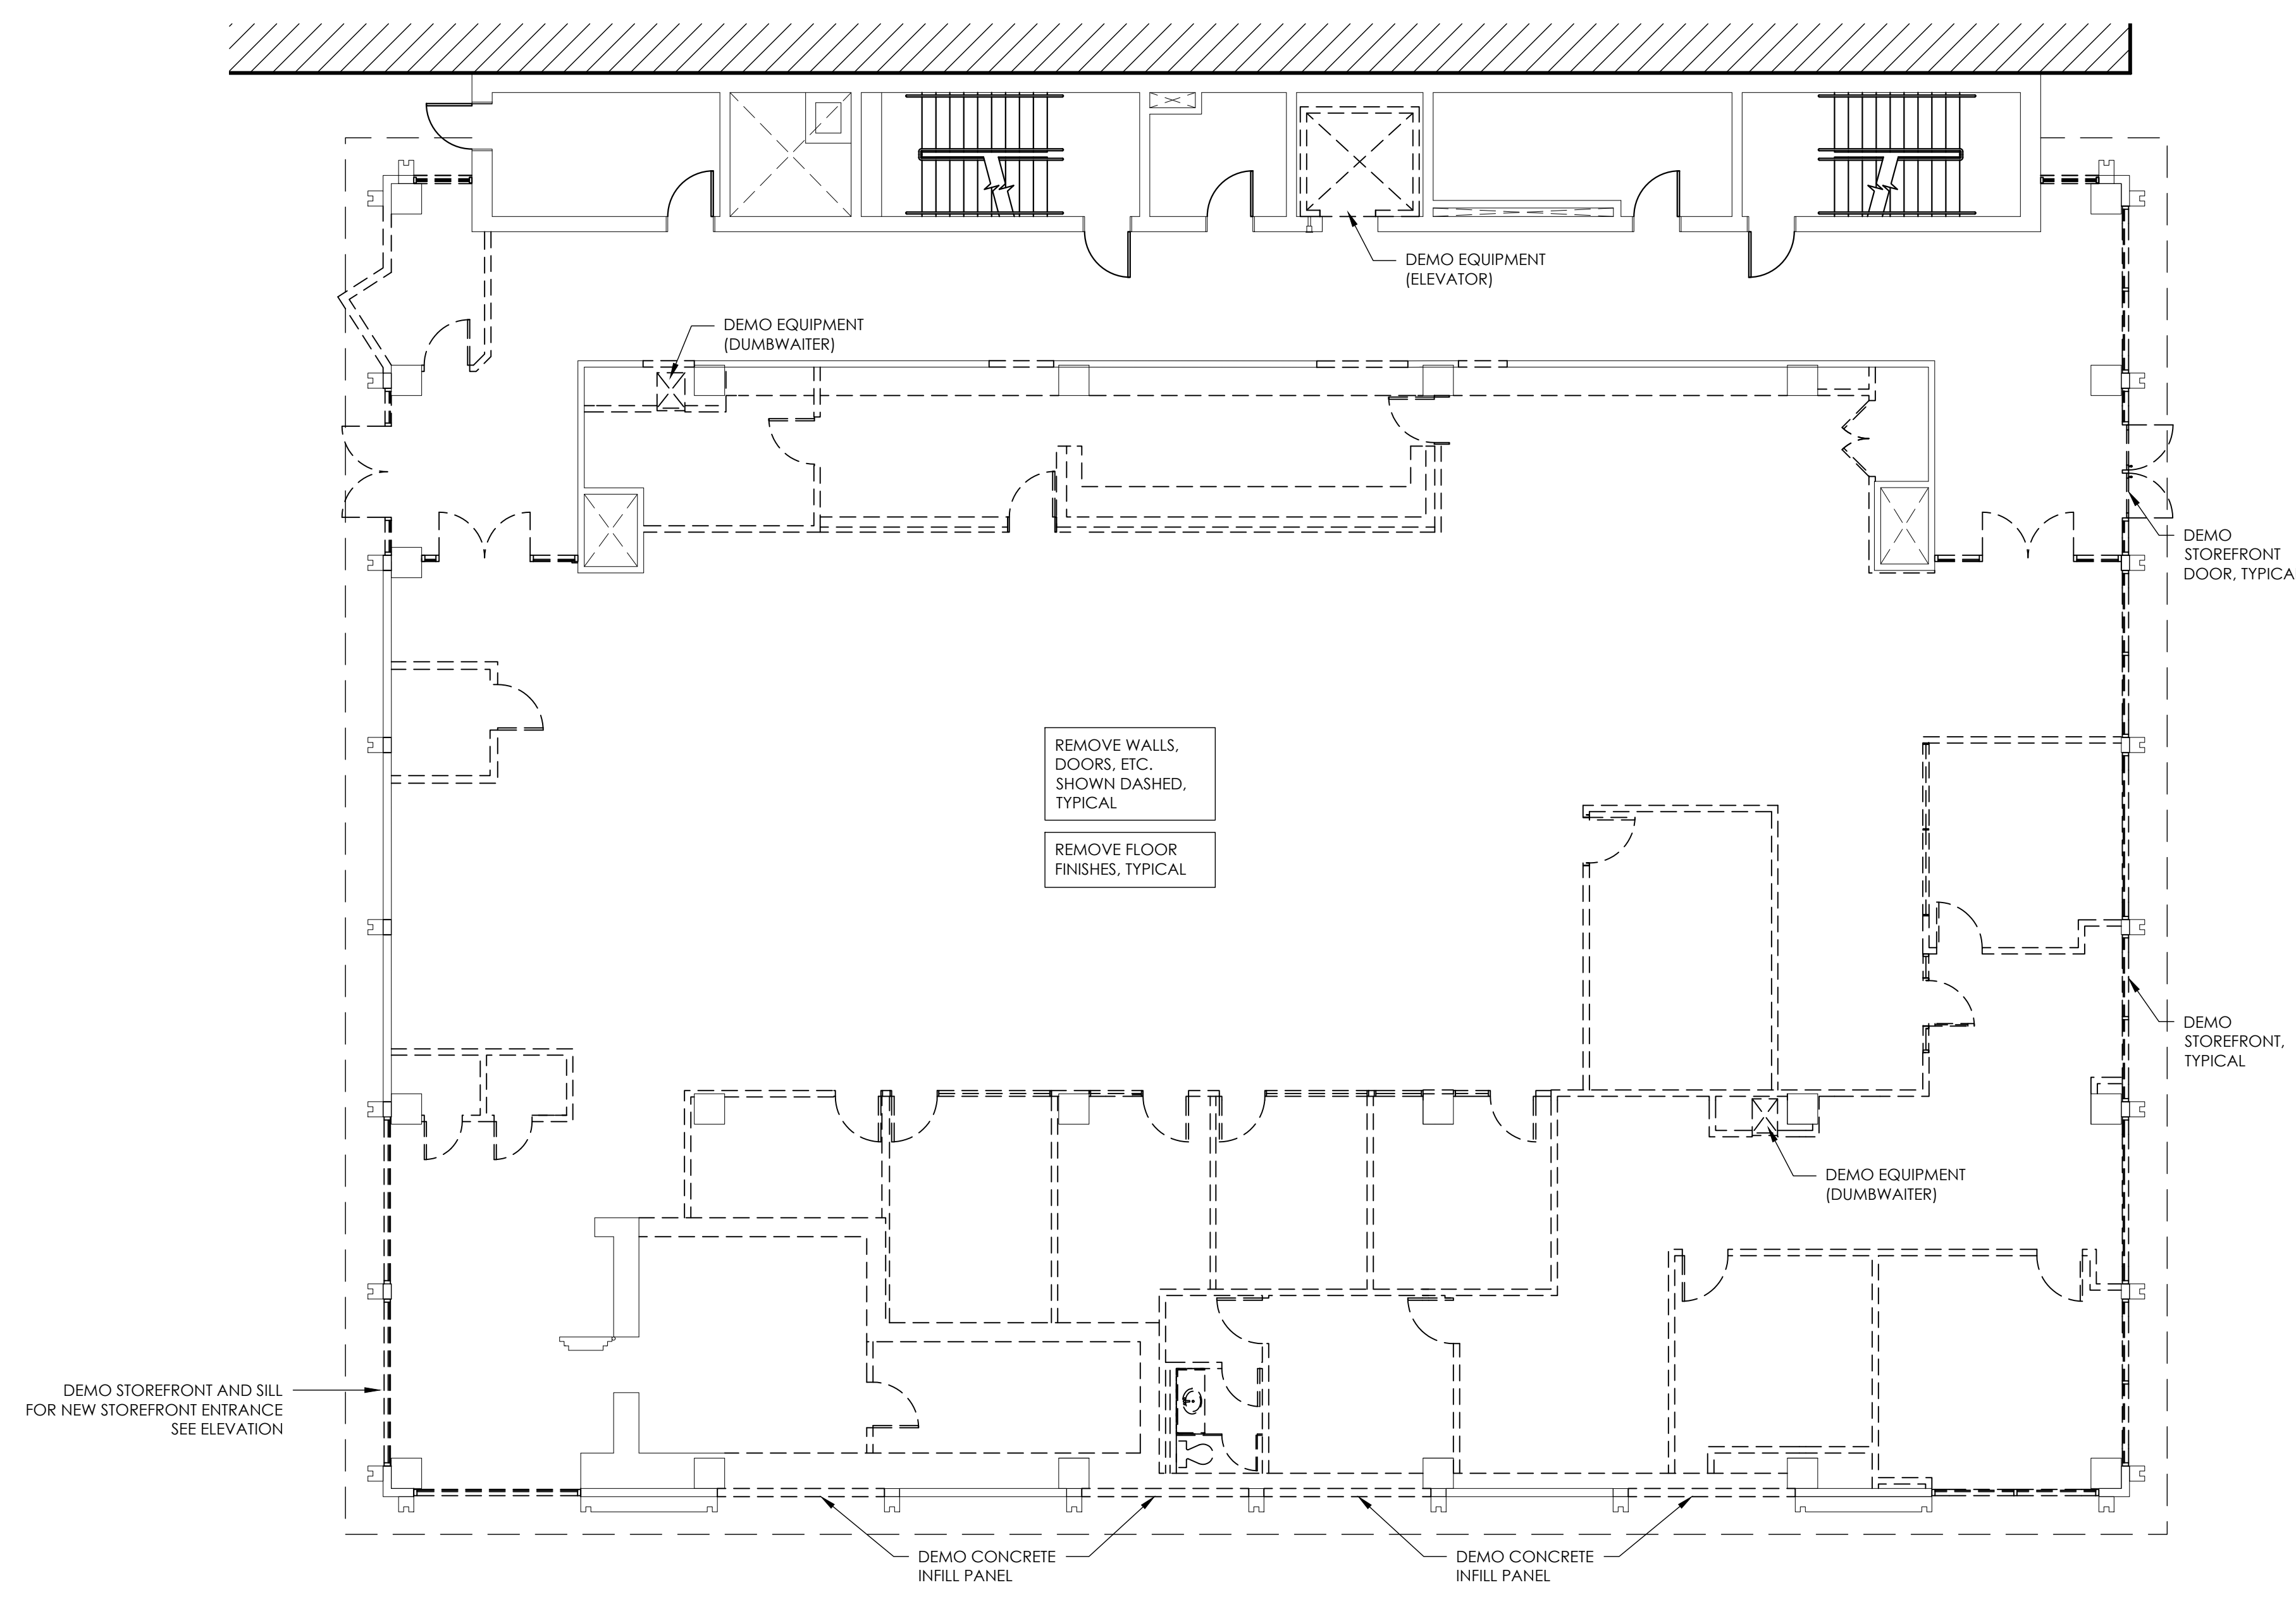 DEMO EQUIPMENT
(ELEVATOR)
DEMO EQUIPMENT
(DUMBWAITER)
DEMO
STOREFRONT
DOOR, TYPICA
REMOVE WALLS,
DOORS, ETC.
SHOWN DASHED,
TYPICAL
REMOVE FLOOR
FINISHES, TYPICAL
DEMO
STOREFRONT,
TYPICAL
DEMO EQUIPMENT
(DUMBWAITER)
DEMO STOREFRONT AND SILL
FOR NEW STOREFRONT ENTRANCE
SEE ELEVATION
DEMO CONCRETE
INFILL PANEL
DEMO CONCRETE
INFILL PANEL